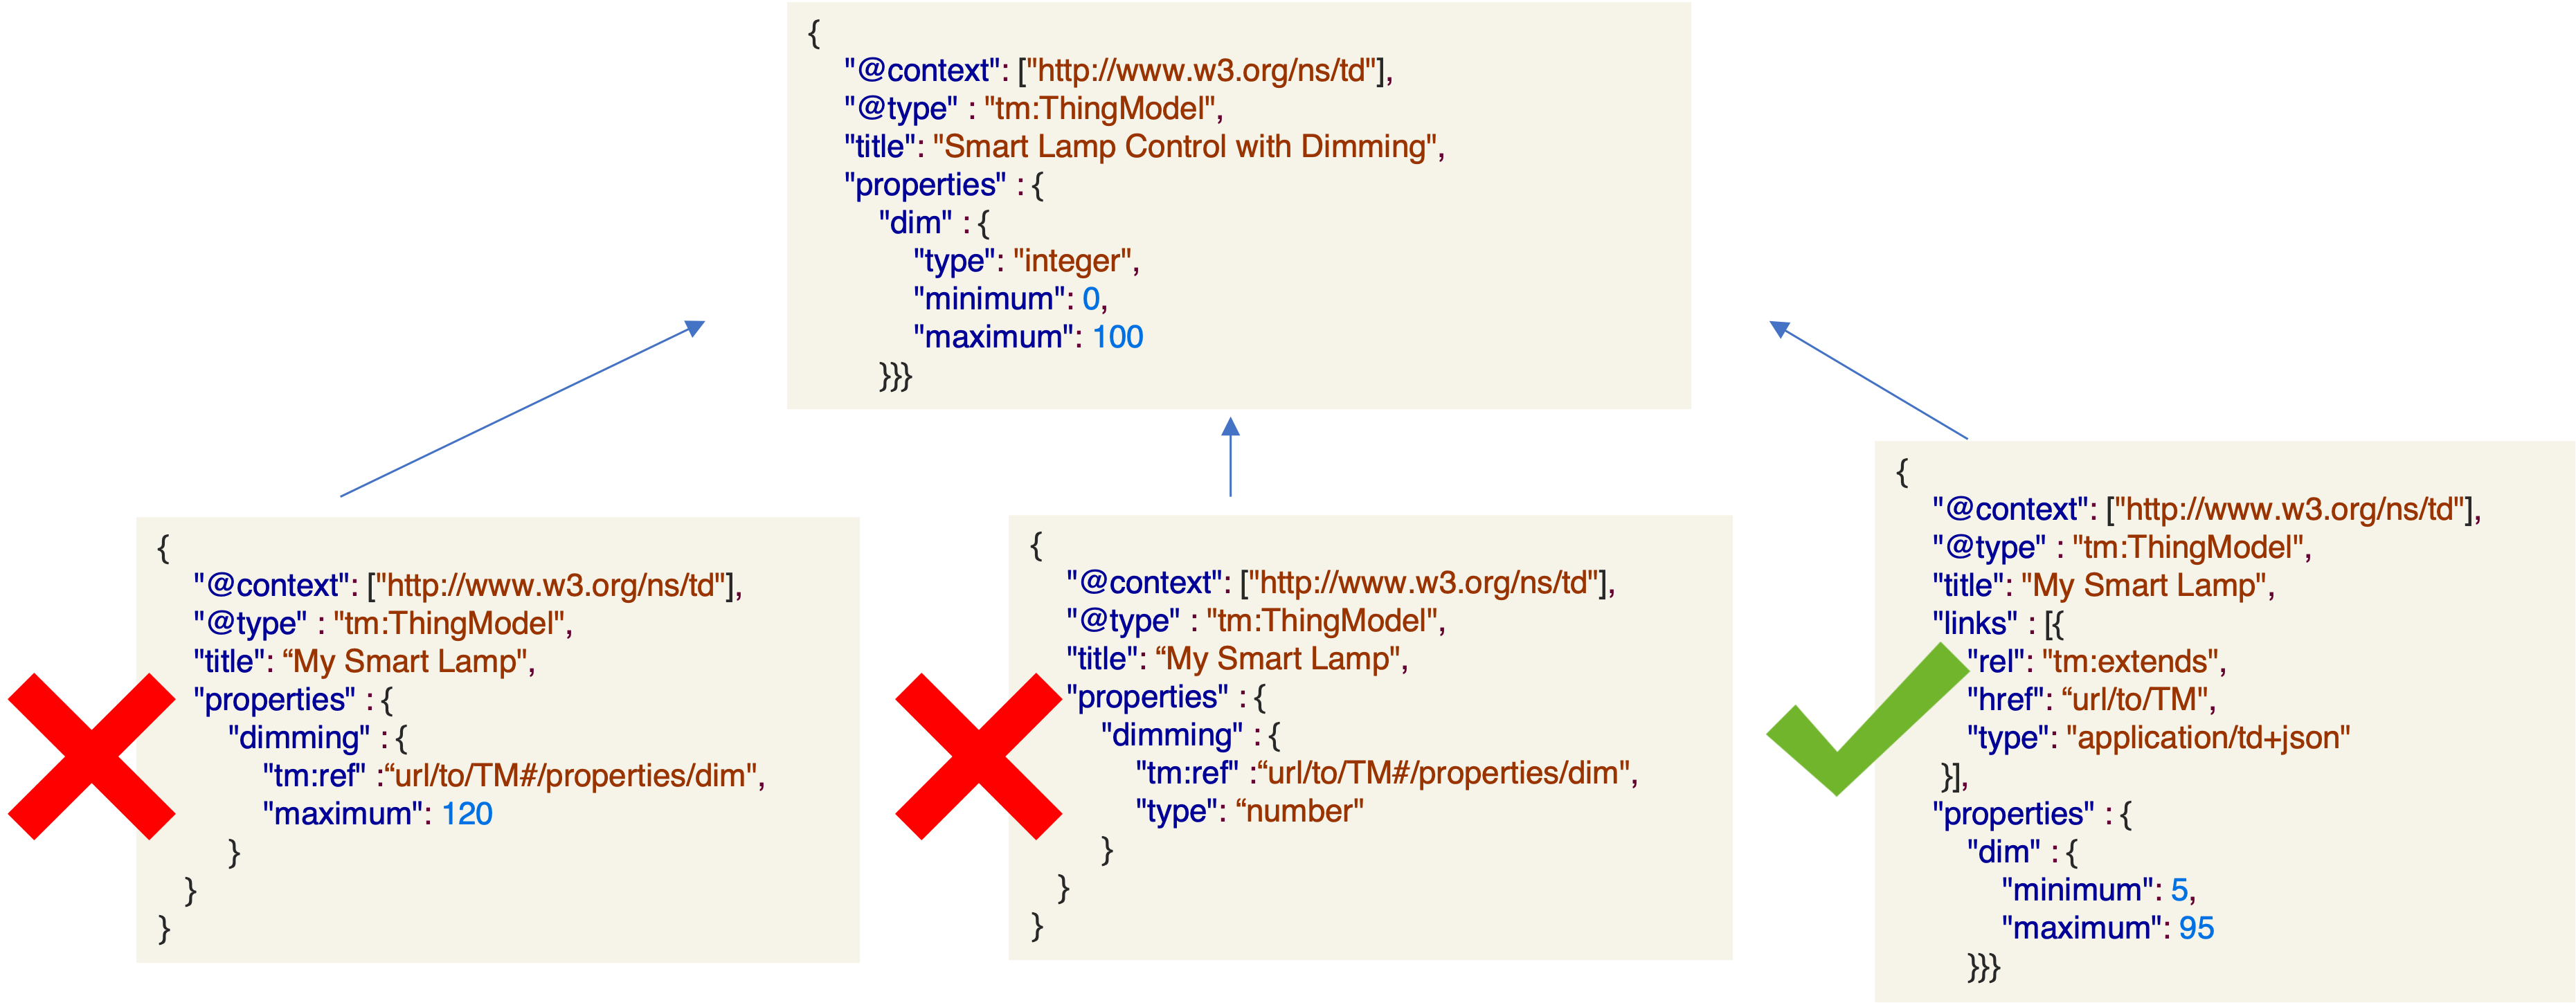 {
"@context": ["http://www.w3.org/ns/td"],
"@type" : "tm:ThingModel",
"title": "Smart Lamp Control with Dimming",
"properties" : {
"dim" : {
"type": "integer",
"minimum": 0,
"maximum": 100
}}}
{
"@context": ["http://www.w3.org/ns/td"],
"@type" : "tm:ThingModel",
"title": “My Smart Lamp",
"properties" : {
"dimming" : {
"tm:ref" :“url/to/TM#/properties/dim",
"maximum": 120
}
}
}
{
"@context": ["http://www.w3.org/ns/td"],
"@type" : "tm:ThingModel",
"title": “My Smart Lamp",
"properties" : {
"dimming" : {
"tm:ref" :“url/to/TM#/properties/dim",
"type": “number"
}
}
}
{
"@context": ["http://www.w3.org/ns/td"],
"@type" : "tm:ThingModel",
"title": "My Smart Lamp",
"links" : [{
"rel": "tm:extends",
"href": “url/to/TM",
"type": "application/td+json"
}],
"properties" : {
"dim" : {
"minimum": 5,
"maximum": 95
}}}